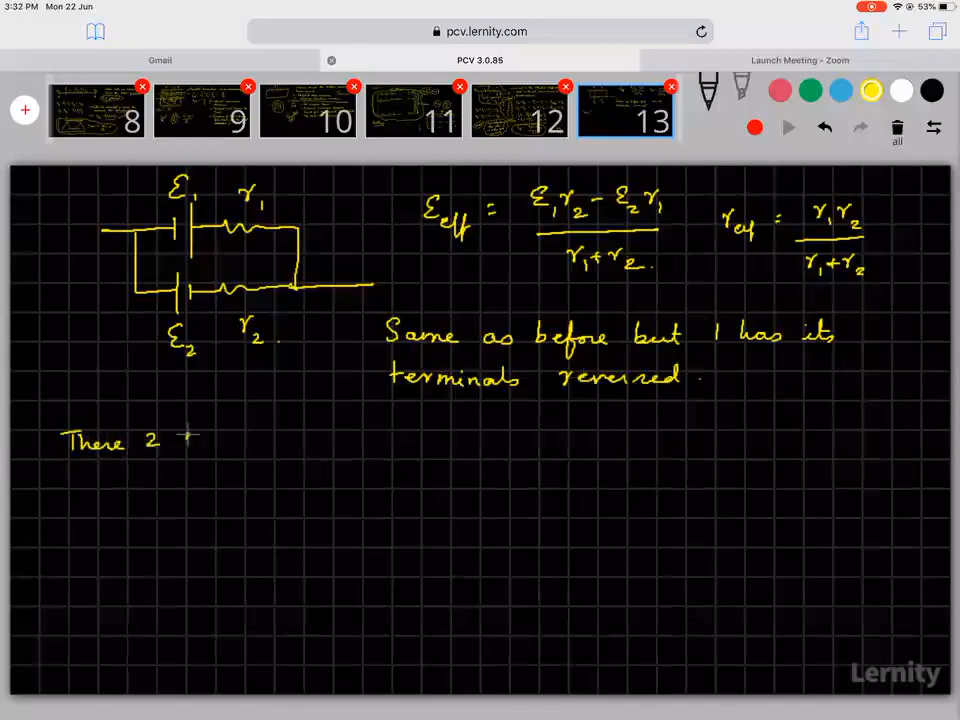 3:32 PM Mon 22 Jun
53%
pcv.lernity.com
Gmail
PCV 3.0.85
Launch Meeting - Zoom
8 9 10 11 12 13
all
ε₁ r₁
ε_eff = (ε₁r₂ - ε₂r₁) / (r₁+r₂)
r_eff = r₁r₂ / (r₁+r₂)
ε₂ r₂
Same as before but 1 has its
terminals reversed
There 2
Lernity